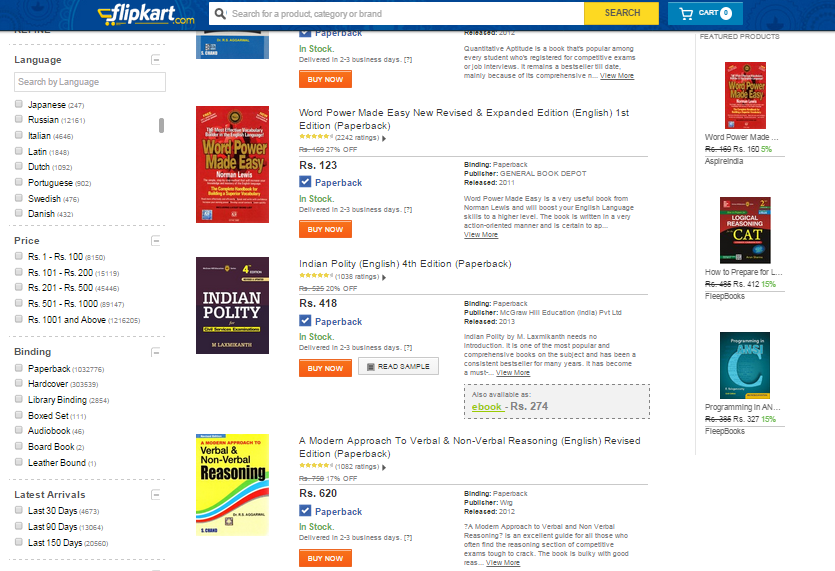 flipkart.com
Search for a product, category or brand
SEARCH
CART 0
REFINE
Language
Search by Language
Japanese (247)
Russian (12161)
Italian (4646)
Latin (1848)
Dutch (1092)
Portuguese (902)
Swedish (476)
Danish (432)
Price
Rs. 1 - Rs. 100 (8150)
Rs. 101 - Rs. 200 (15119)
Rs. 201 - Rs. 500 (45446)
Rs. 501 - Rs. 1000 (89147)
Rs. 1001 and Above (1216205)
Binding
Paperback (1032776)
Hardcover (303539)
Library Binding (2854)
Boxed Set (111)
Audiobook (46)
Board Book (2)
Leather Bound (1)
Latest Arrivals
Last 30 Days (4673)
Last 90 Days (13064)
Last 150 Days (20560)
Dr. R.S. AGGARWAL
S. CHAND
Paperback
In Stock.
Delivered in 2-3 business days. [?]
BUY NOW
Released: 2012
Quantitative Aptitude is a book that's popular among
every student who's registered for competitive exams
or job interviews. It remains a bestseller till date,
mainly because of its comprehensive n... View More
Word Power
Made Easy
Norman Lewis
The Complete Handbook for
Building a Superior Vocabulary
Word Power Made Easy New Revised & Expanded Edition (English) 1st
Edition (Paperback)
(2242 ratings)
Rs. 169 27% OFF
Rs. 123
Paperback
In Stock.
Delivered in 2-3 business days. [?]
BUY NOW
Binding: Paperback
Publisher: GENERAL BOOK DEPOT
Released: 2011
Word Power Made Easy is a very useful book from
Norman Lewis and will boost your English Language
skills to a higher level. The book is written in a very
action-oriented manner and is certain to ap...
View More
4th EDITION
INDIAN
POLITY
for
Civil Services Examinations
M LAXMIKANTH
Indian Polity (English) 4th Edition (Paperback)
(1038 ratings)
Rs. 525 20% OFF
Rs. 418
Paperback
In Stock.
Delivered in 2-3 business days. [?]
BUY NOW
READ SAMPLE
Binding: Paperback
Publisher: McGraw Hill Education (India) Pvt Ltd
Released: 2013
Indian Polity by M. Laxmikanth needs no
introduction. It is one of the most popular and
comprehensive books on the subject and has been a
consistent bestseller for many years. It has become
a must-... View More
Also available as:
ebook - Rs. 274
Revised Edition
A MODERN APPROACH TO
Verbal &
Non-Verbal
Reasoning
Dr. R.S. AGGARWAL
S. CHAND
A Modern Approach To Verbal & Non-Verbal Reasoning (English) Revised
Edition (Paperback)
(1082 ratings)
Rs. 750 17% OFF
Rs. 620
Paperback
In Stock.
Delivered in 2-3 business days. [?]
BUY NOW
Binding: Paperback
Publisher: Wrg
Released: 2012
?A Modern Approach to Verbal and Non Verbal
Reasoning? is an excellent guide for all those who
often find the reasoning section of competitive
exams tough to crack. The book is bulky with good
reas... View More
FEATURED PRODUCTS
Word Power
Made Easy
Norman Lewis
Word Power Made ...
Rs. 169 Rs. 160 5%
AspireIndia
LOGICAL
REASONING
CAT
How to Prepare for L...
Rs. 485 Rs. 412 15%
FleepBooks
Programming in
ANSI
C
Programming In AN...
Rs. 385 Rs. 327 15%
FleepBooks